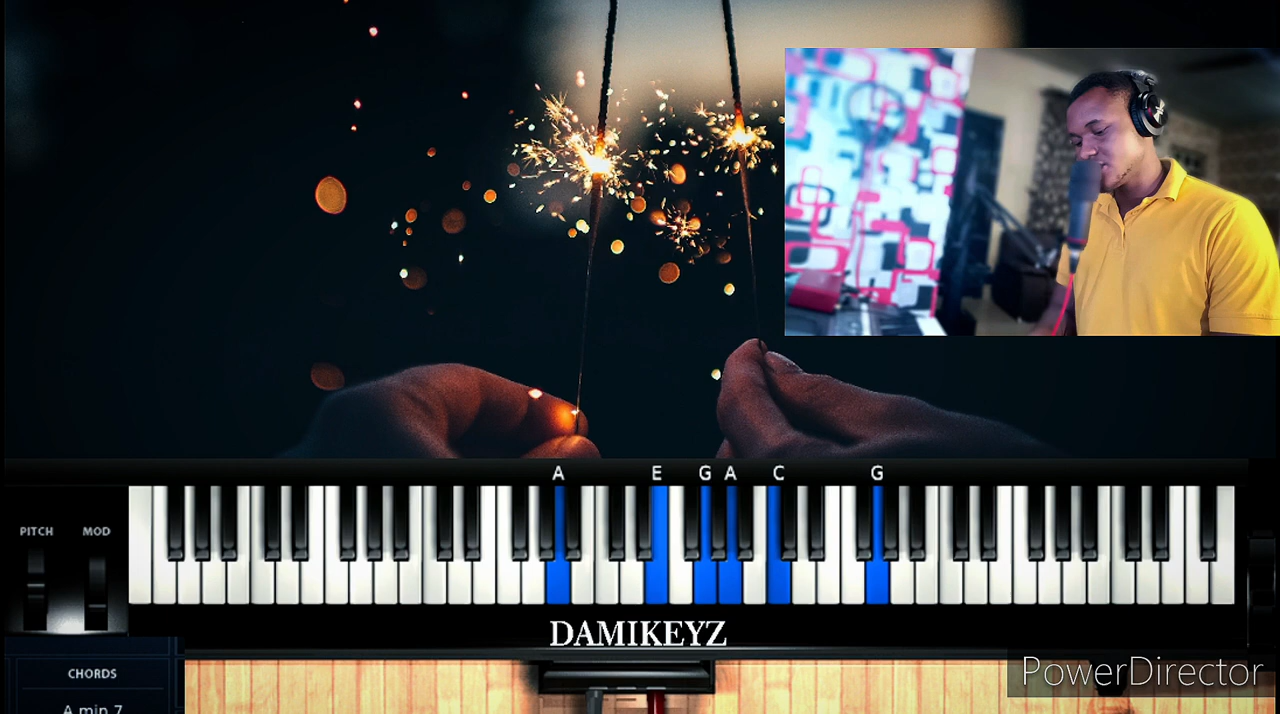 A E G A C G
PITCH MOD
DAMIKEYZ
CHORDS
A min 7
PowerDirector